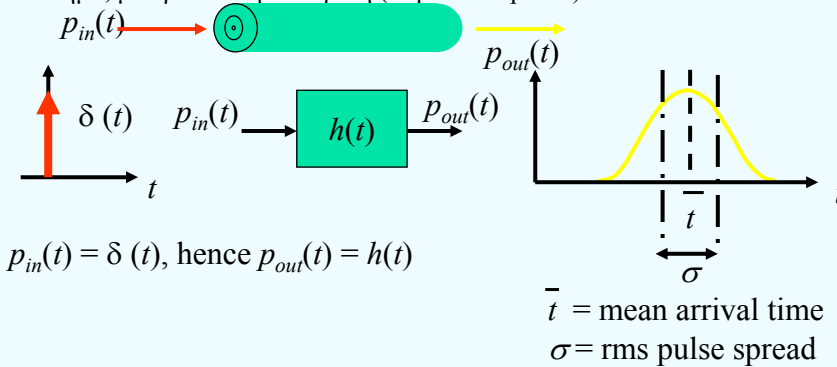 p_in(t)
p_out(t)
δ (t)
p_in(t)
h(t)
p_out(t)
t
t̄
σ
p_in(t) = δ (t), hence p_out(t) = h(t)
t̄ = mean arrival time
σ = rms pulse spread